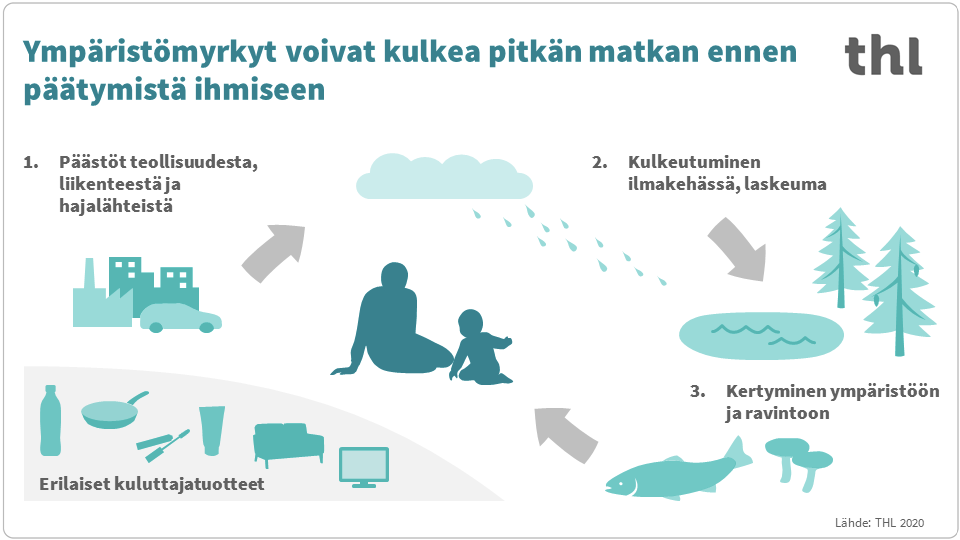 Ympäristömyrkyt voivat kulkea pitkän matkan ennen
päätymistä ihmiseen
thl
1. Päästöt teollisuudesta,
liikenteestä ja
hajalähteistä
2. Kulkeutuminen
ilmakehässä, laskeuma
3. Kertyminen ympäristöön
ja ravintoon
Erilaiset kuluttajatuotteet
Lähde: THL 2020